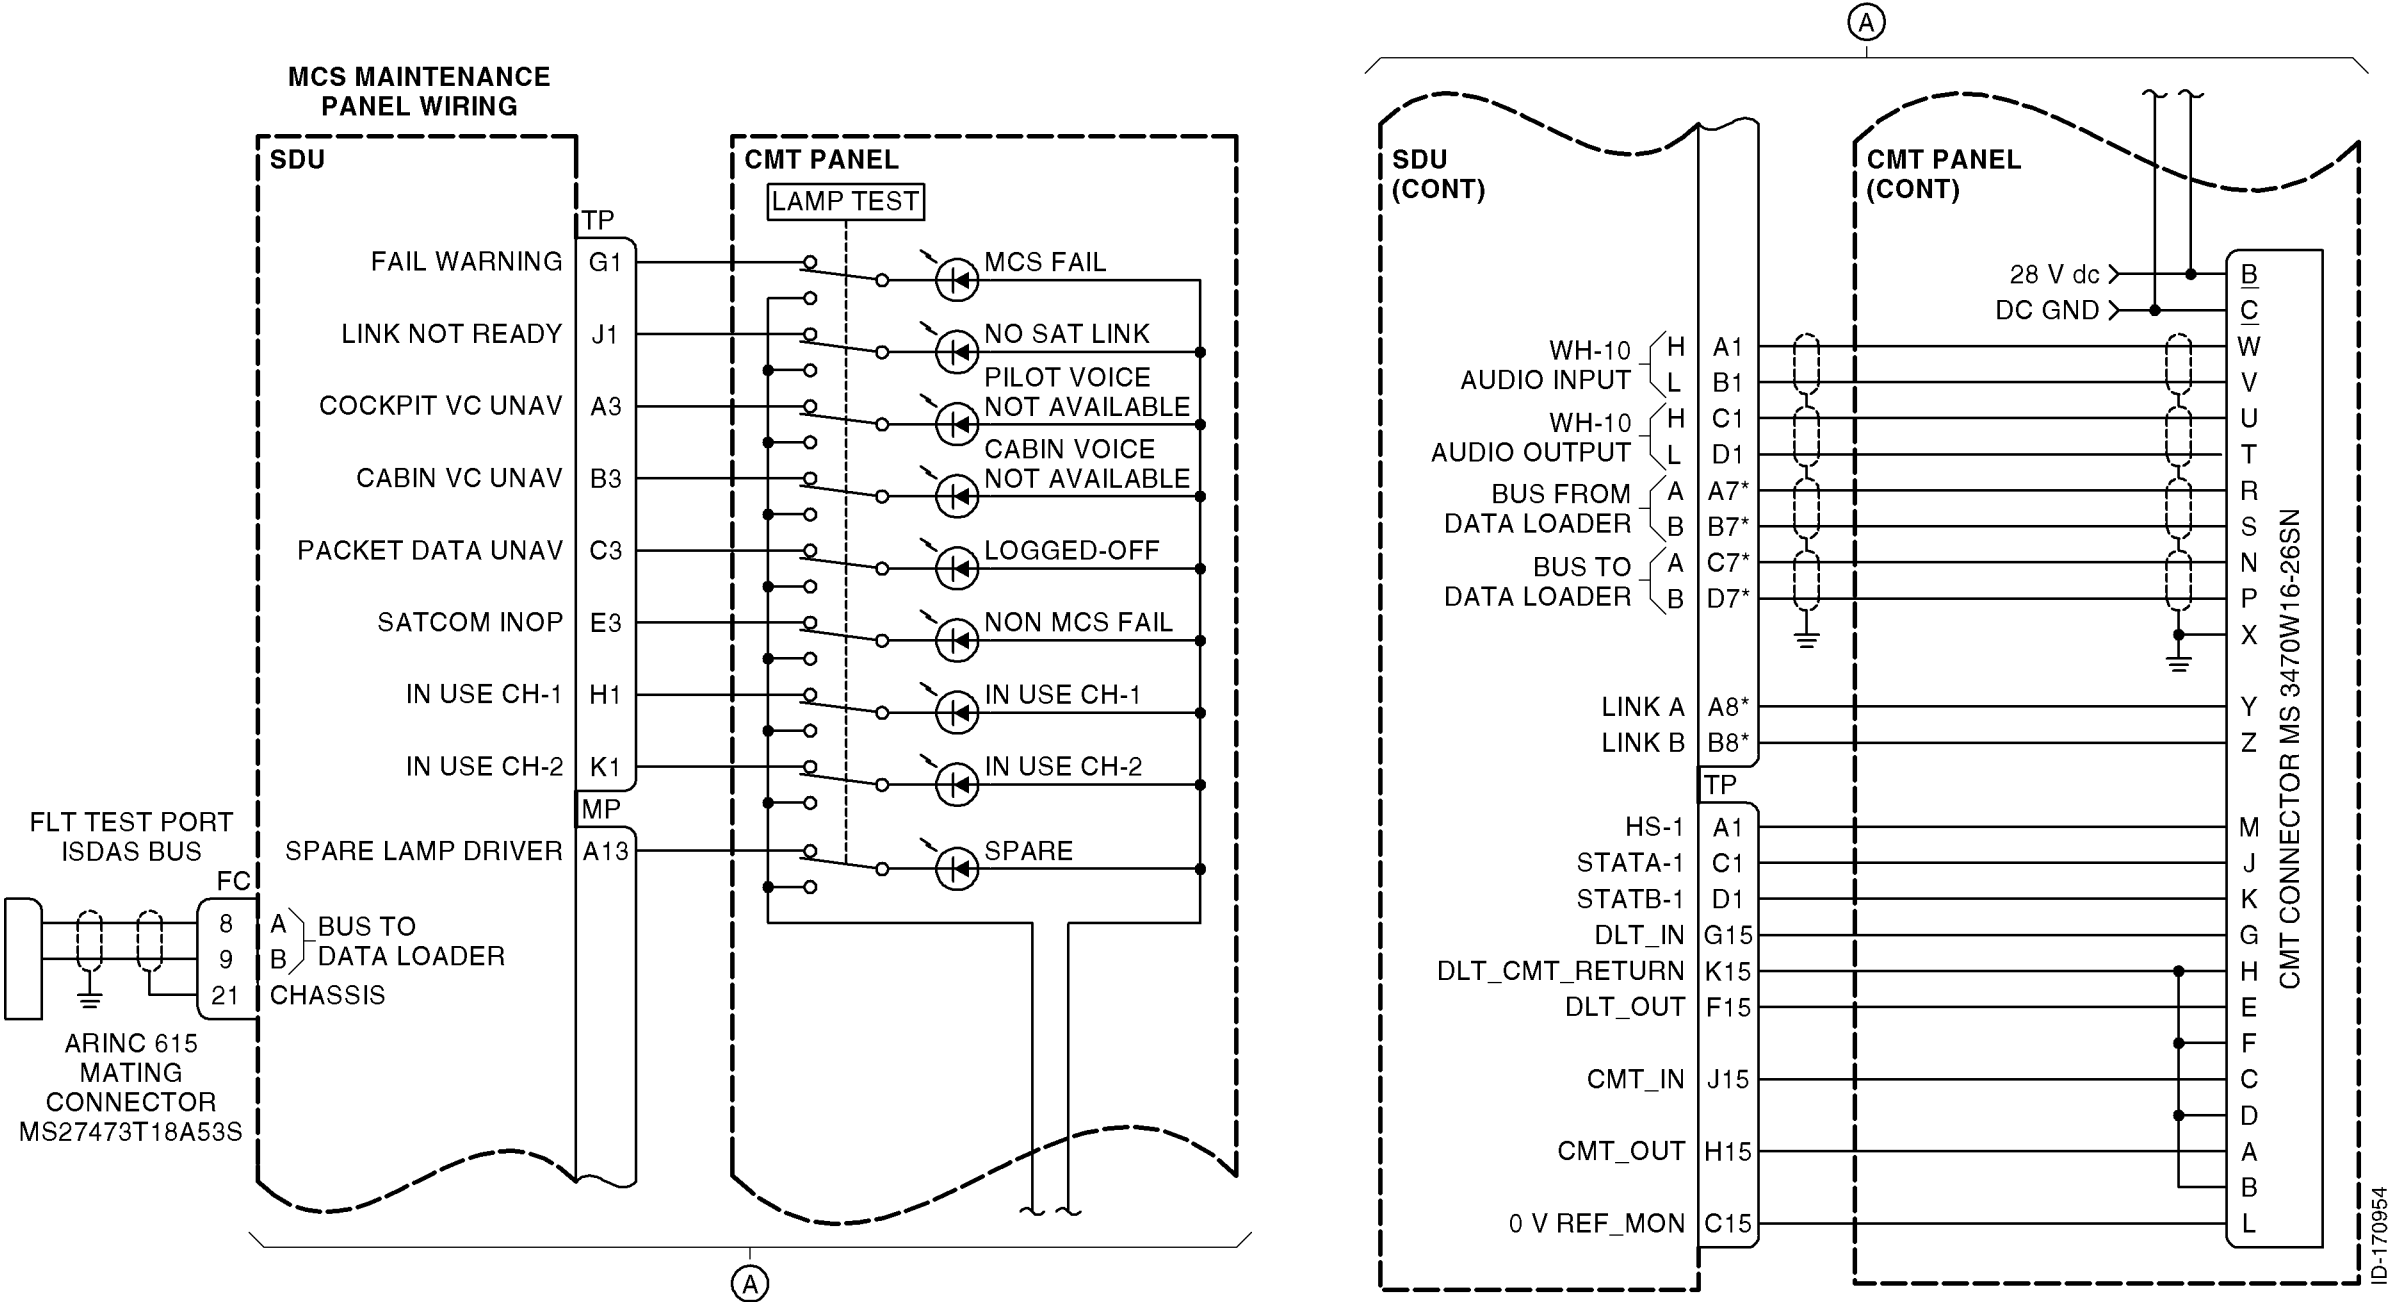 MCS MAINTENANCE
PANEL WIRING
SDU
TP
FAIL WARNING G1
LINK NOT READY J1
COCKPIT VC UNAV A3
CABIN VC UNAV B3
PACKET DATA UNAV C3
SATCOM INOP E3
IN USE CH-1 H1
IN USE CH-2 K1
MP
SPARE LAMP DRIVER A13
FLT TEST PORT
ISDAS BUS
FC
8 A
9 B
BUS TO
DATA LOADER
21 CHASSIS
ARINC 615
MATING
CONNECTOR
MS27473T18A53S
CMT PANEL
LAMP TEST
MCS FAIL
NO SAT LINK
PILOT VOICE
NOT AVAILABLE
CABIN VOICE
NOT AVAILABLE
LOGGED-OFF
NON MCS FAIL
IN USE CH-1
IN USE CH-2
SPARE
A
A
SDU
(CONT)
CMT PANEL
(CONT)
28 V dc B
DC GND C
WH-10
AUDIO INPUT
H A1 W
L B1 V
WH-10
AUDIO OUTPUT
H C1 U
L D1 T
BUS FROM
DATA LOADER
A A7* R
B B7* S
BUS TO
DATA LOADER
A C7* N
B D7* P
X
LINK A A8* Y
LINK B B8* Z
TP
HS-1 A1 M
STATA-1 C1 J
STATB-1 D1 K
DLT_IN G15 G
DLT_CMT_RETURN K15 H
DLT_OUT F15 E
F
CMT_IN J15 C
D
CMT_OUT H15 A
B
0 V REF_MON C15 L
CMT CONNECTOR MS 3470W16-26SN
ID-170954